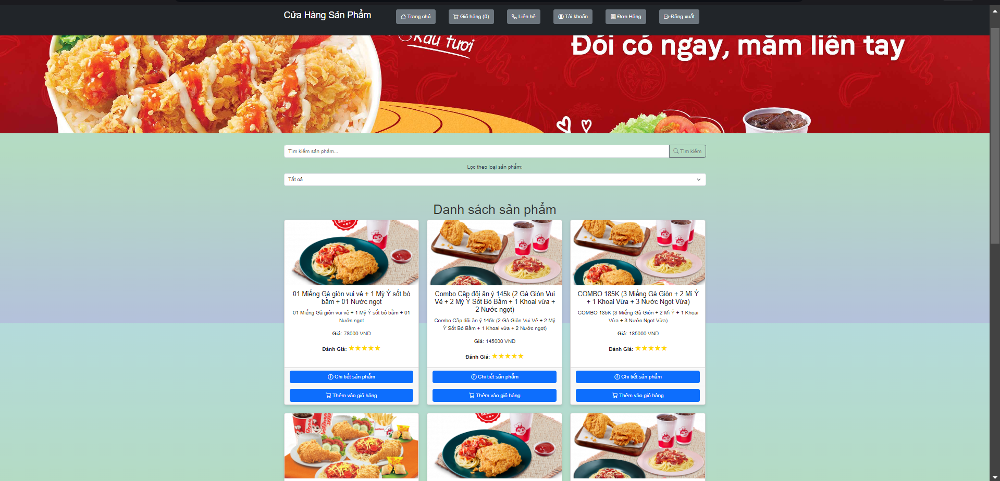 Cửa Hàng Sản Phẩm
Trang chủ
Giỏ hàng (0)
Liên hệ
Tài khoản
Đơn Hàng
Đăng xuất
Đói có ngay, măm liền tay
Tìm kiếm sản phẩm...
Tìm kiếm
Lọc theo loại sản phẩm:
Tất cả
Danh sách sản phẩm
01 Miếng Gà giòn vui vẻ + 1 Mỳ Ý sốt bò
bằm + 01 Nước ngọt
01 Miếng Gà giòn vui vẻ + 1 Mỳ Ý sốt bò bằm + 01
Nước ngọt
Giá: 78000 VND
Đánh Giá: ★★★★★
Chi tiết sản phẩm
Thêm vào giỏ hàng
Combo Cặp đôi ăn ý 145k (2 Gà Giòn Vui
Vẻ + 2 Mỳ Ý Sốt Bò Bằm + 1 Khoai vừa +
2 Nước ngọt)
Combo Cặp đôi ăn ý 145k (2 Gà Giòn Vui Vẻ + 2 Mỳ
Ý Sốt Bò Bằm + 1 Khoai vừa + 2 Nước ngọt)
Giá: 145000 VND
Đánh Giá: ★★★★★
Chi tiết sản phẩm
Thêm vào giỏ hàng
COMBO 185K (3 Miếng Gà Giòn + 2 Mì Ý
+ 1 Khoai Vừa + 3 Nước Ngọt Vừa)
COMBO 185K (3 Miếng Gà Giòn + 2 Mì Ý + 1 Khoai
Vừa + 3 Nước Ngọt Vừa)
Giá: 185000 VND
Đánh Giá: ★★★★★
Chi tiết sản phẩm
Thêm vào giỏ hàng